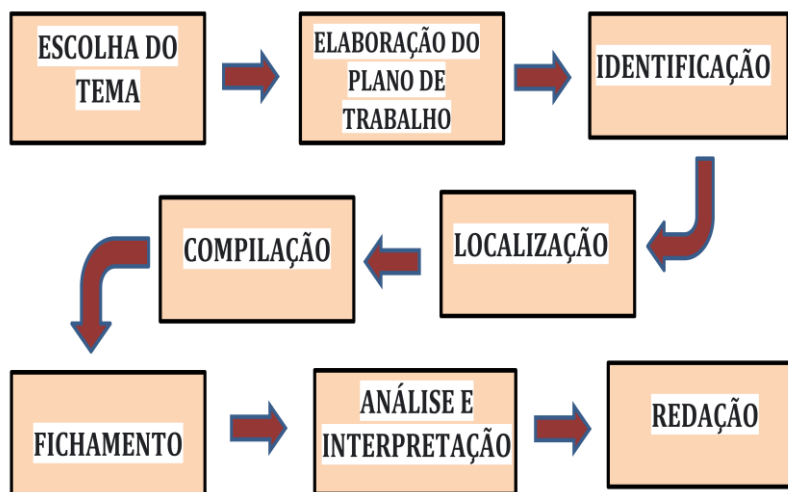 ESCOLHA DO
TEMA
ELABORAÇÃO DO
PLANO DE
TRABALHO
IDENTIFICAÇÃO
LOCALIZAÇÃO
COMPILAÇÃO
FICHAMENTO
ANÁLISE E
INTERPRETAÇÃO
REDAÇÃO